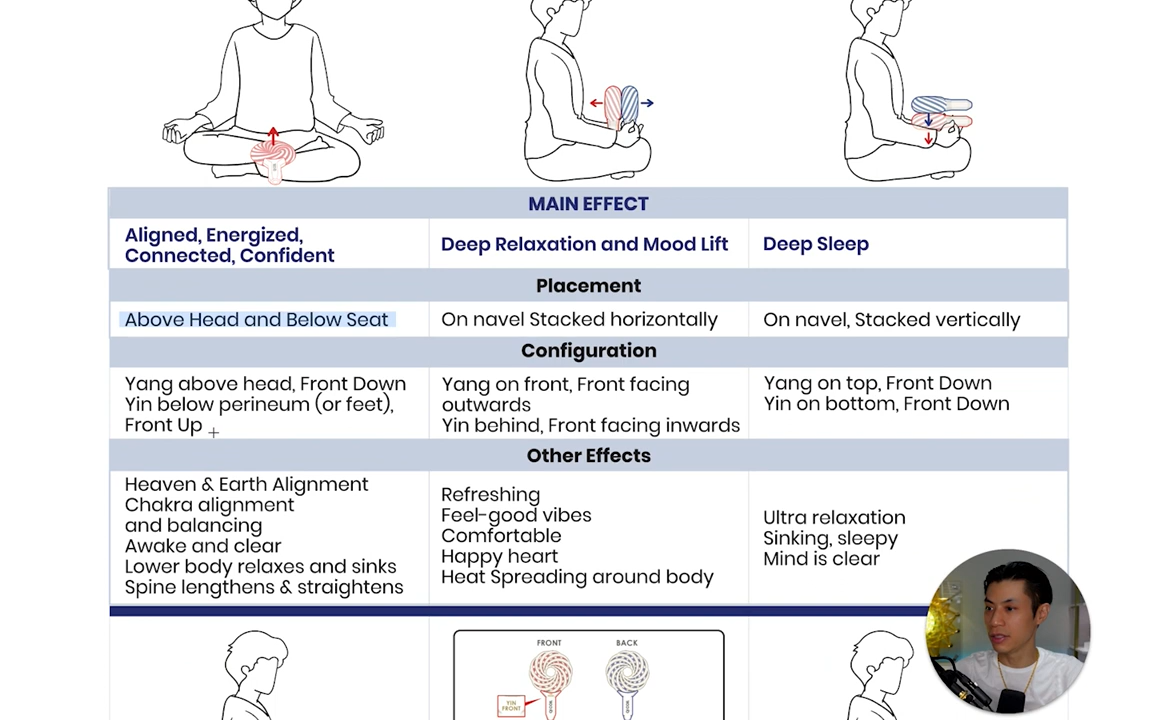 MAIN EFFECT
Aligned, Energized,
Connected, Confident
Deep Relaxation and Mood Lift
Deep Sleep
Placement
Above Head and Below Seat
On navel Stacked horizontally
On navel, Stacked vertically
Configuration
Yang above head, Front Down
Yin below perineum (or feet),
Front Up
Yang on front, Front facing
outwards
Yin behind, Front facing inwards
Yang on top, Front Down
Yin on bottom, Front Down
Other Effects
Heaven & Earth Alignment
Chakra alignment
and balancing
Awake and clear
Lower body relaxes and sinks
Spine lengthens & straightens
Refreshing
Feel-good vibes
Comfortable
Happy heart
Heat Spreading around body
Ultra relaxation
Sinking, sleepy
Mind is clear
FRONT
BACK
YIN
FRONT